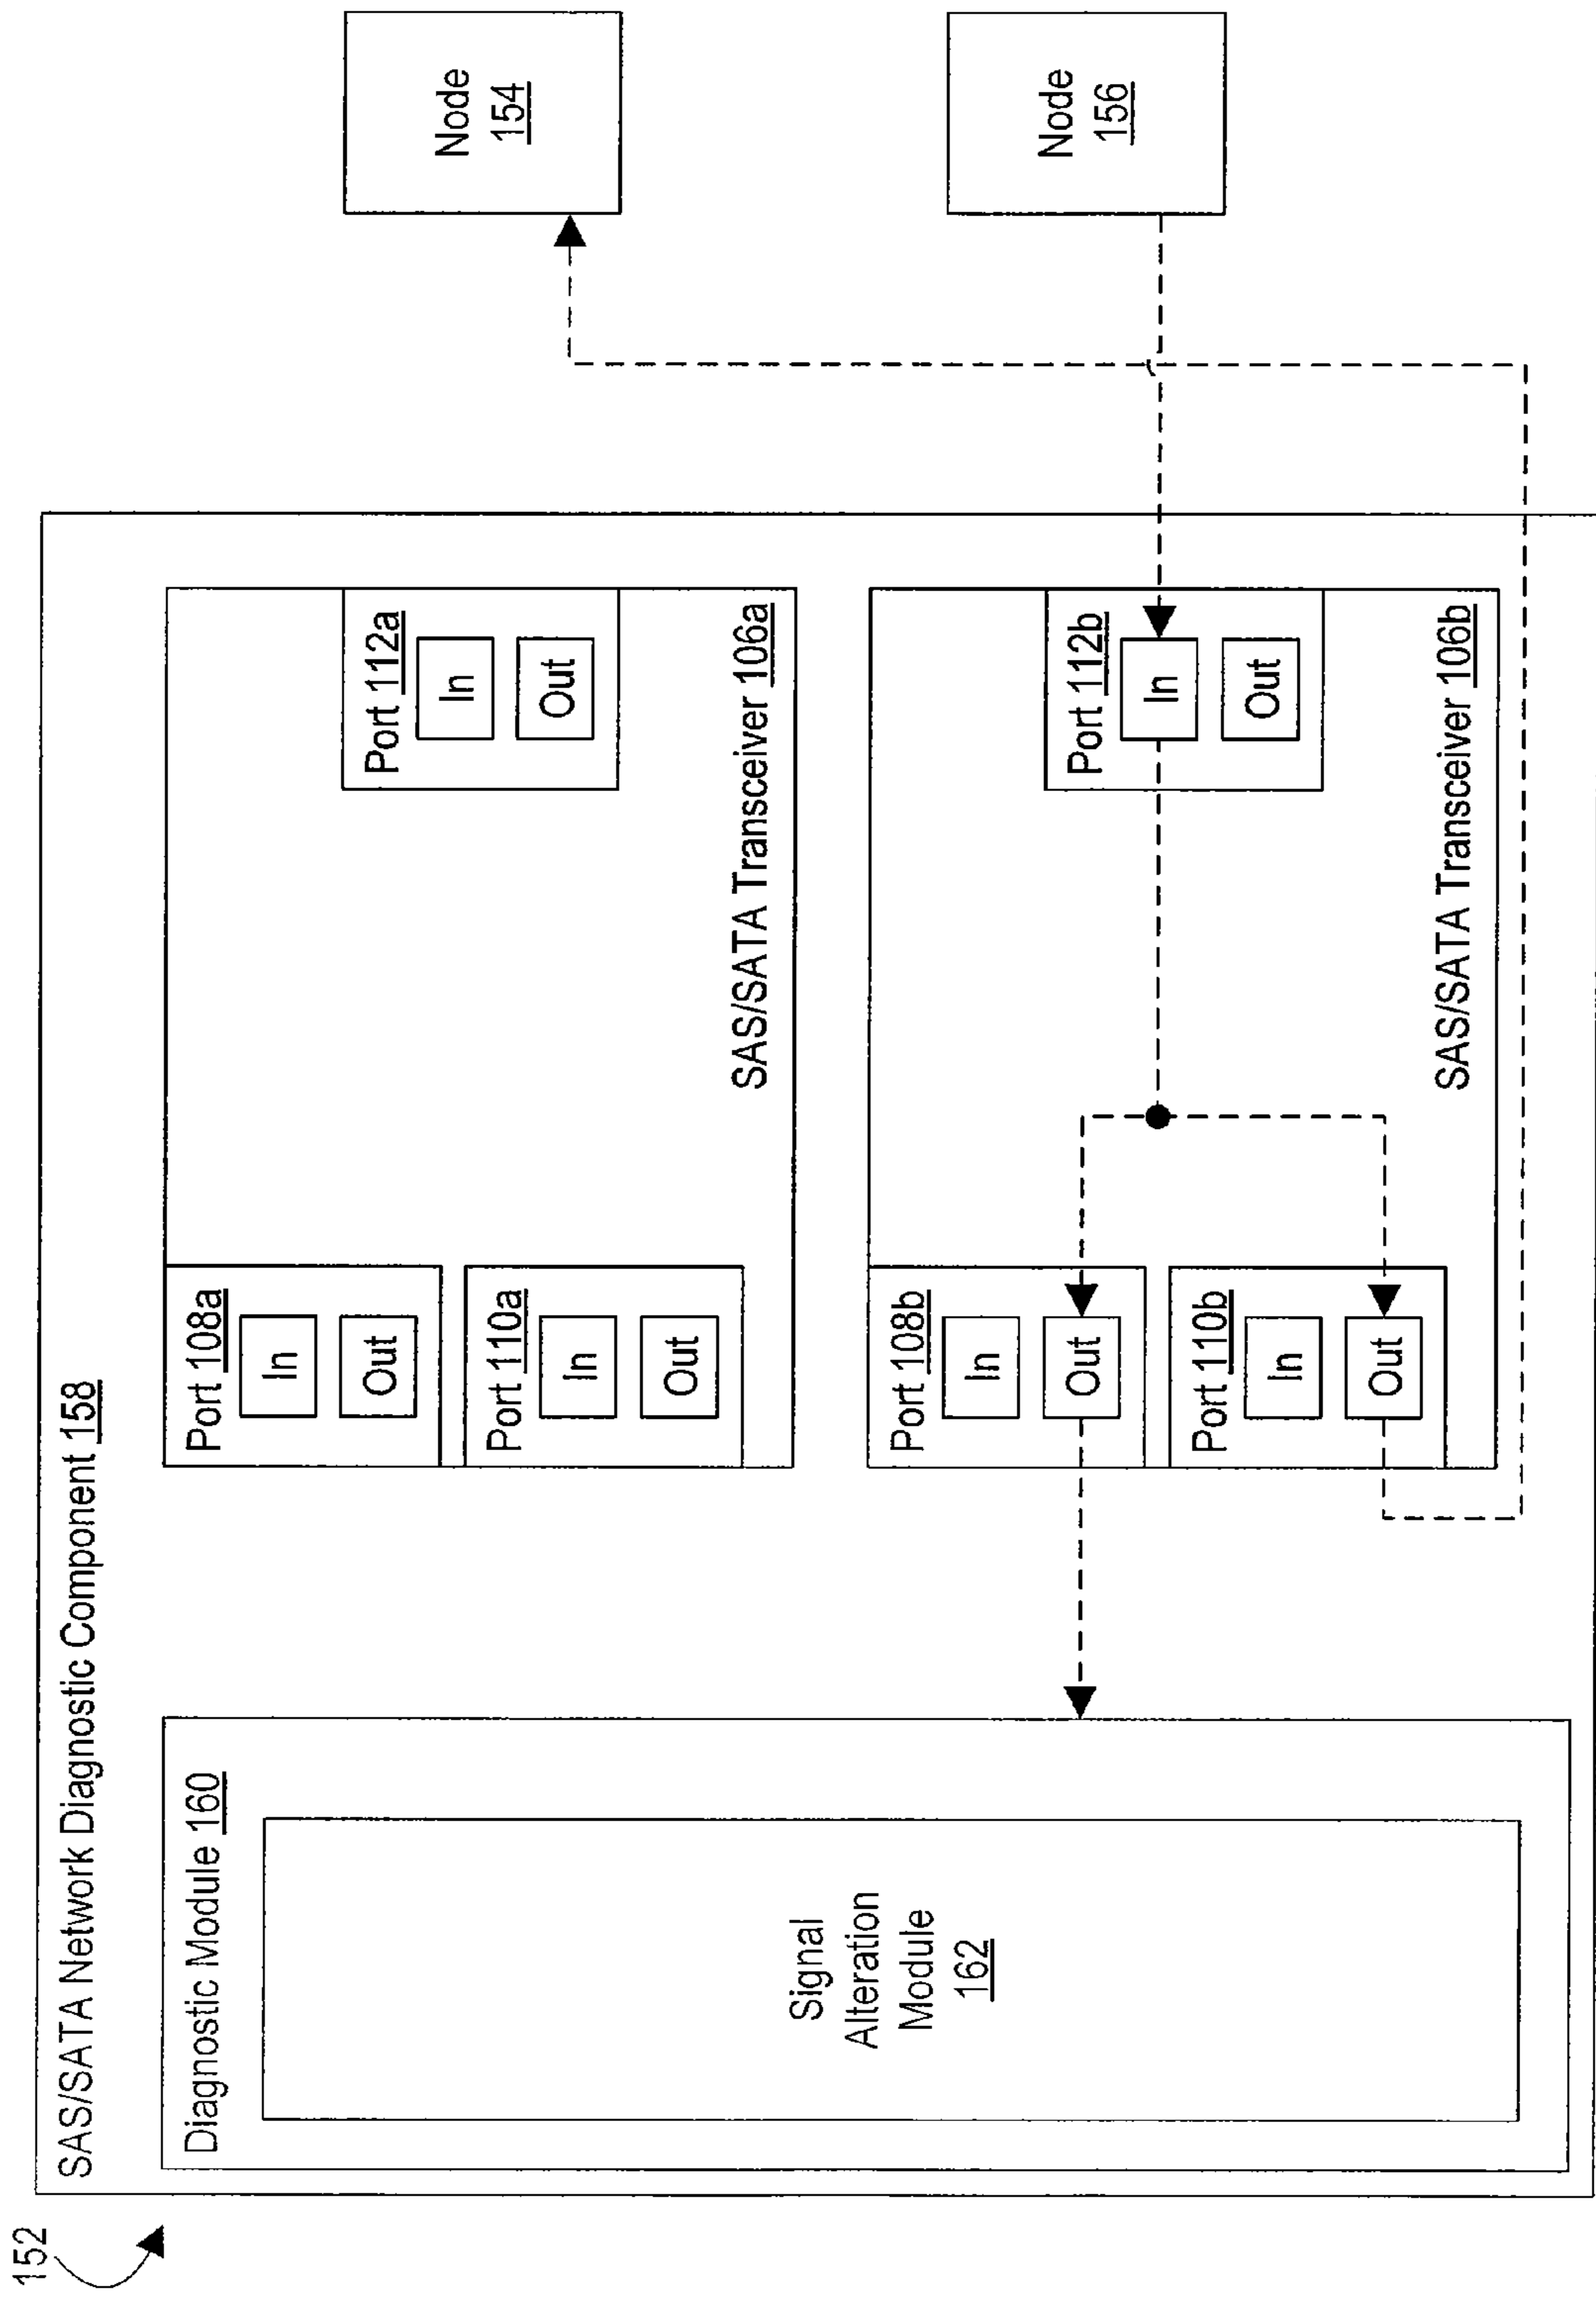 152
SAS/SATA Network Diagnostic Component 158
Diagnostic Module 160
Signal
Alteration
Module
162
Port 108a
In
Out
Port 110a
In
Out
Port 112a
In
Out
SAS/SATA Transceiver 106a
Port 108b
In
Out
Port 110b
In
Out
Port 112b
In
Out
SAS/SATA Transceiver 106b
Node
154
Node
156